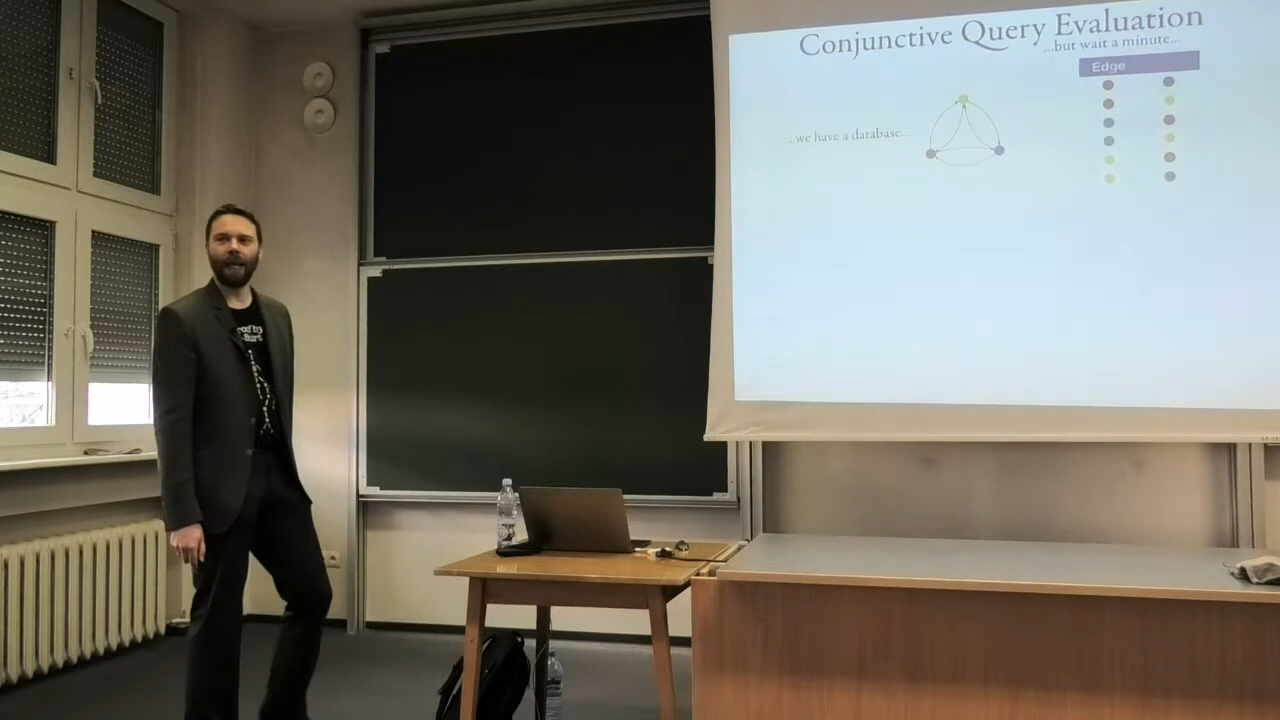 Conjunctive Query Evaluation
...but wait a minute...
Edge
...we have a database...